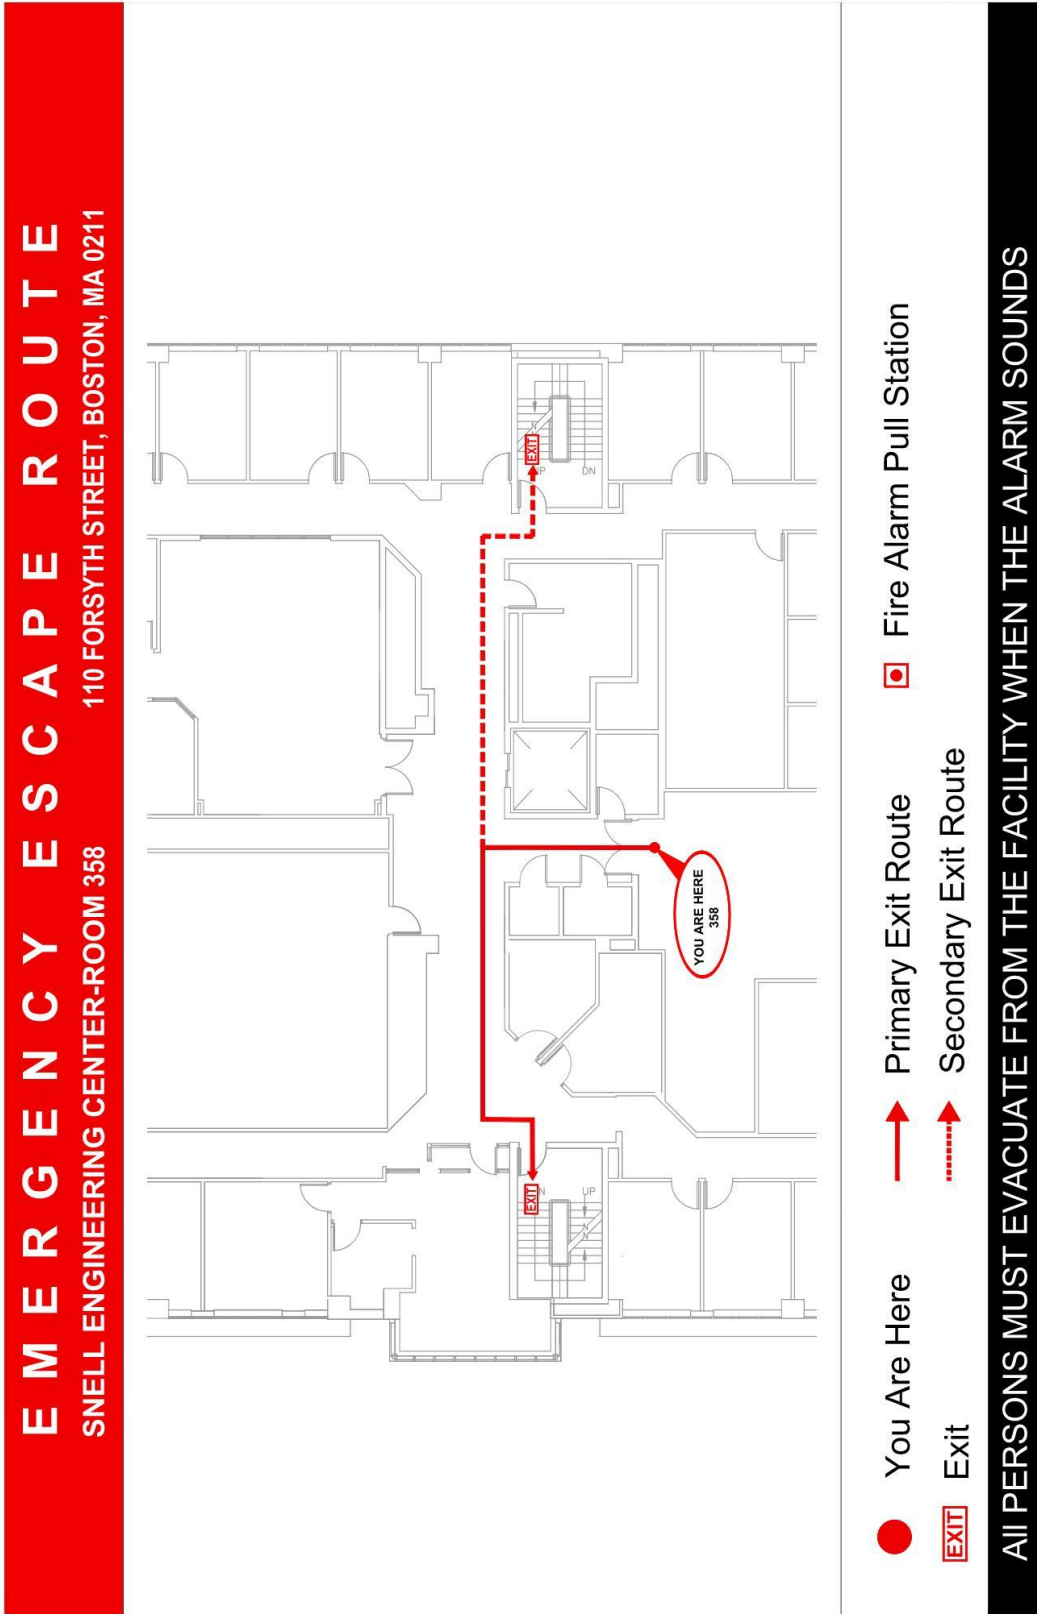 EMERGENCY ESCAPE ROUTE
SNELL ENGINEERING CENTER-ROOM 358 110 FORSYTH STREET, BOSTON, MA 0211
EXIT
UP
DN
YOU ARE HERE
358
EXIT
UP
You Are Here
Primary Exit Route
Fire Alarm Pull Station
EXIT Exit
Secondary Exit Route
All PERSONS MUST EVACUATE FROM THE FACILITY WHEN THE ALARM SOUNDS